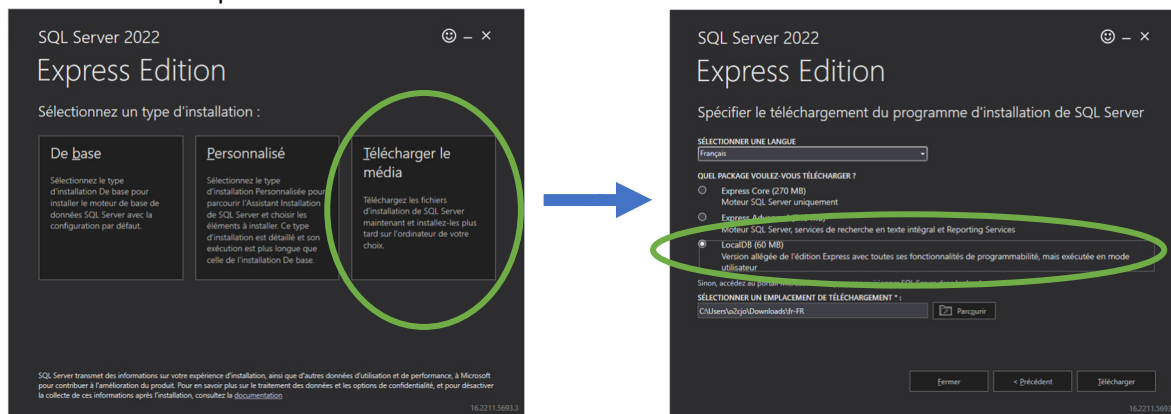 SQL Server 2022
Express Edition
Sélectionnez un type d'installation :
De base
Sélectionnez le type
d'installation De base pour
installer le moteur de base de
données SQL Server avec la
configuration par défaut.
Personnalisé
Sélectionnez le type
d'installation Personnalisée pour
parcourir l'Assistant Installation
de SQL Server et choisir les
éléments à installer. Ce type
d'installation est détaillé et son
exécution est plus longue que
celle de l'installation De base.
Télécharger le
média
Téléchargez les fichiers
d'installation de SQL Server
maintenant et installez-les plus
tard sur l'ordinateur de votre
choix.
SQL Server transmet des informations sur votre expérience d'installation, ainsi que d'autres données d'utilisation et de performance, à Microsoft
pour contribuer à l'amélioration du produit. Pour en savoir plus sur le traitement des données et les options de confidentialité, et pour désactiver
la collecte de ces informations après l'installation, consultez la documentation
16.2211.5693.3
SQL Server 2022
Express Edition
Spécifier le téléchargement du programme d'installation de SQL Server
SÉLECTIONNER UNE LANGUE
Français
QUEL PACKAGE VOULEZ-VOUS TÉLÉCHARGER ?
Express Core (270 MB)
Moteur SQL Server uniquement
Express
Moteur SQL Server, services de recherche en texte intégral et Reporting Services
LocalDB (60 MB)
Version allégée de l'édition Express avec toutes ses fonctionnalités de programmabilité, mais exécutée en mode
utilisateur
Sinon, accédez au portail
SÉLECTIONNER UN EMPLACEMENT DE TÉLÉCHARGEMENT * :
C:\Users\o2cjo\Downloads\fr-FR
Parcourir
Fermer
< Précédent
Télécharger
16.2211.5693